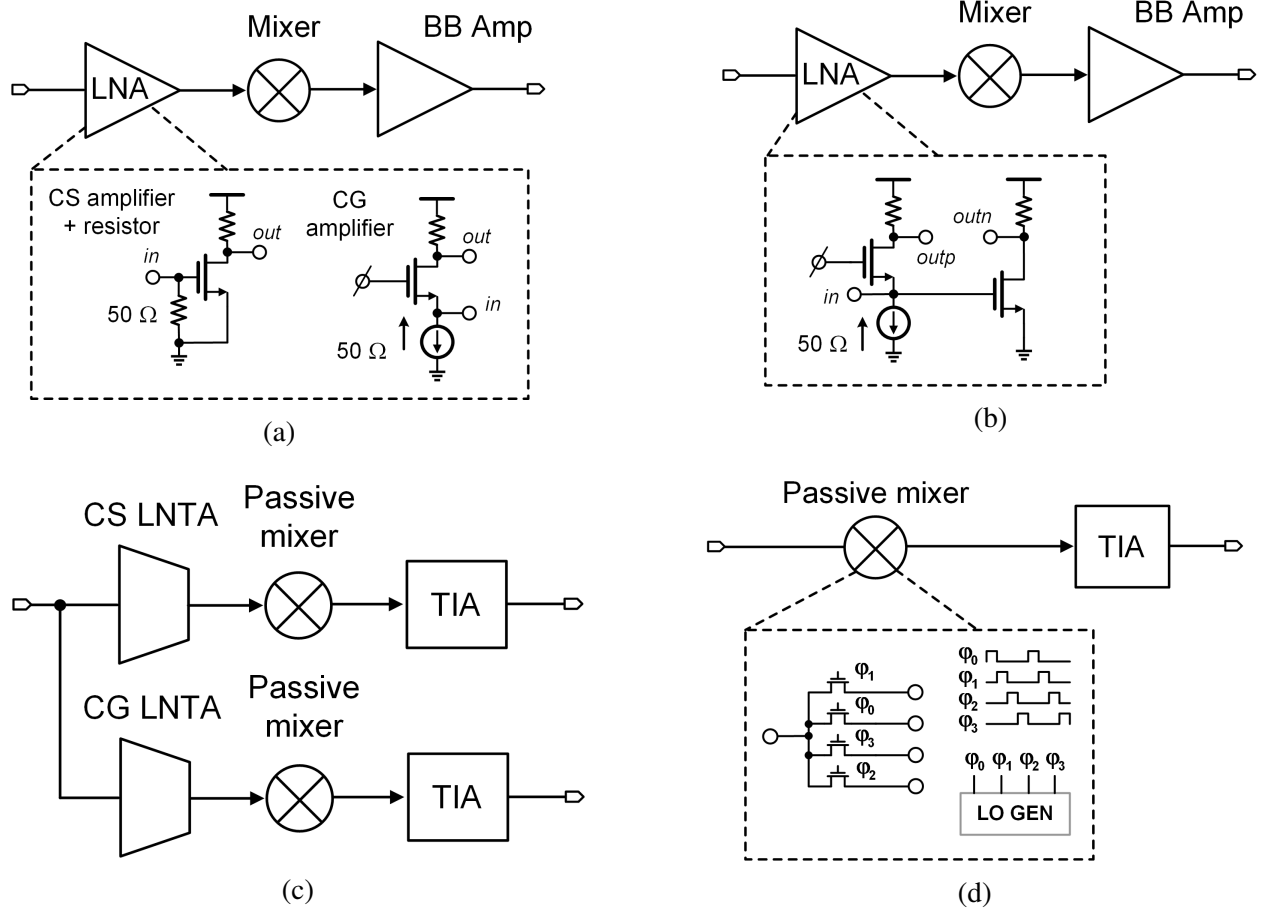 Mixer
BB Amp
LNA
CS amplifier
+ resistor
CG
amplifier
in
out
50 Ω
out
in
50 Ω
(a)
Mixer
BB Amp
LNA
outp
outn
in
50 Ω
(b)
CS LNTA
Passive
mixer
TIA
CG LNTA
Passive
mixer
TIA
(c)
Passive mixer
TIA
φ1
φ0
φ3
φ2
φ0
φ1
φ2
φ3
φ0 φ1 φ2 φ3
LO GEN
(d)